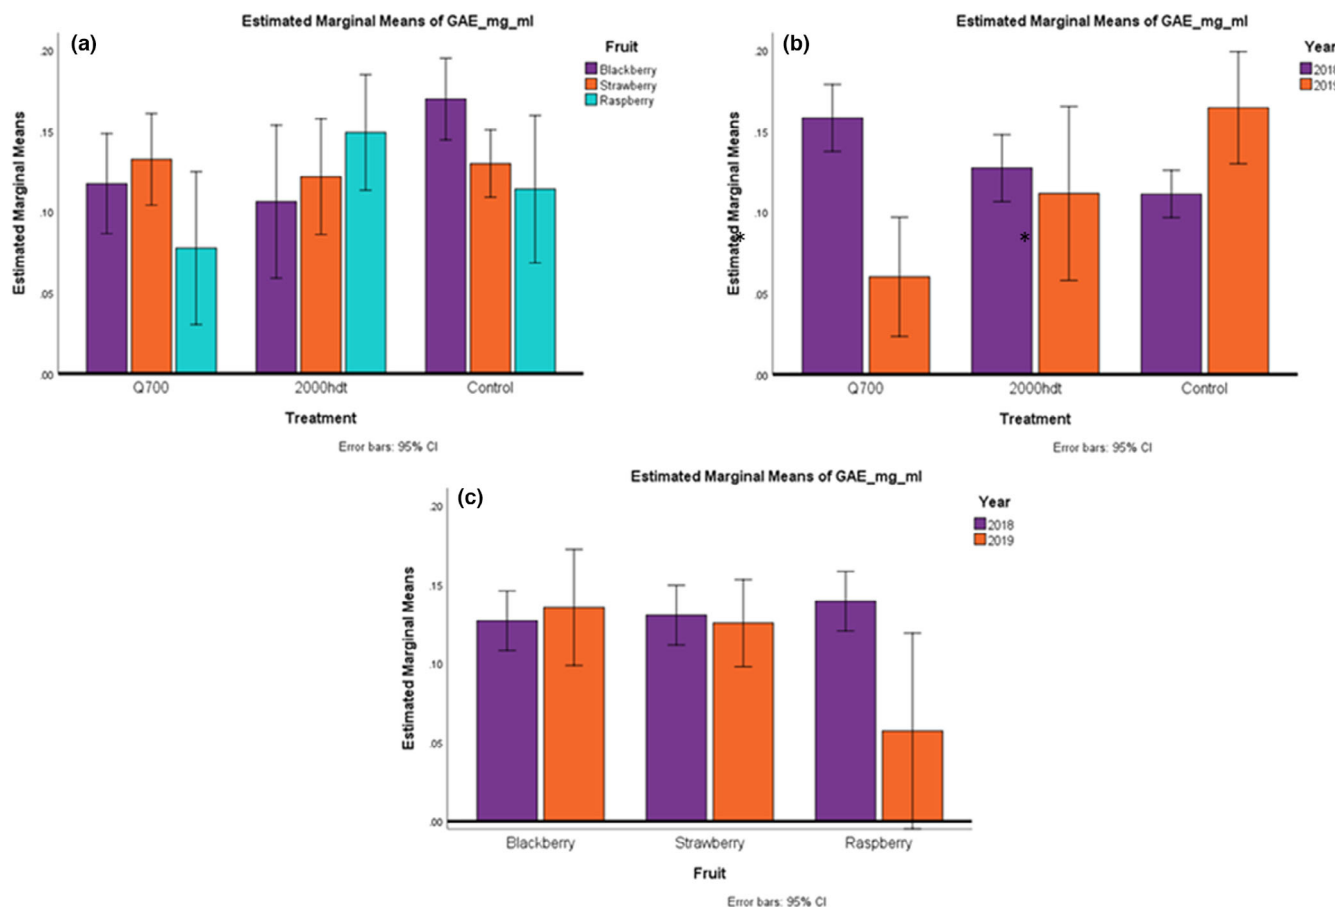 Estimated Marginal Means of GAE_mg_ml
(a)
Fruit
Blackberry
Strawberry
Raspberry
Estimated Marginal Means
.20
.15
.10
.05
.00
Q700 2000hdt Control
Treatment
Error bars: 95% CI
Estimated Marginal Means of GAE_mg_ml
(b)
Year
2018
2019
Estimated Marginal Means
.20
.15
.10
.05
.00
*
*
Q700 2000hdt Control
Treatment
Error bars: 95% CI
Estimated Marginal Means of GAE_mg_ml
(c)
Year
2018
2019
Estimated Marginal Means
.20
.15
.10
.05
.00
Blackberry Strawberry Raspberry
Fruit
Error bars: 95% CI